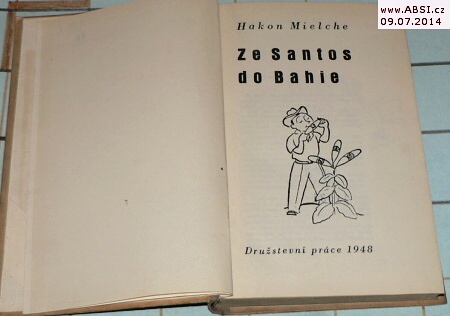 www.ABSI.cz
09.07.2014
Hakon Mielche
Ze Santos
do Bahie
Družstevní práce 1948